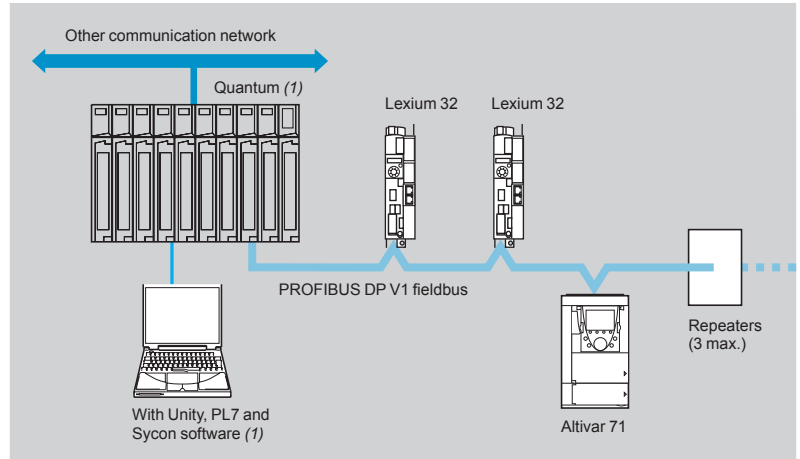 Other communication network
Quantum (1)
Lexium 32
Lexium 32
PROFIBUS DP V1 fieldbus
Repeaters
(3 max.)
With Unity, PL7 and
Sycon software (1)
Altivar 71